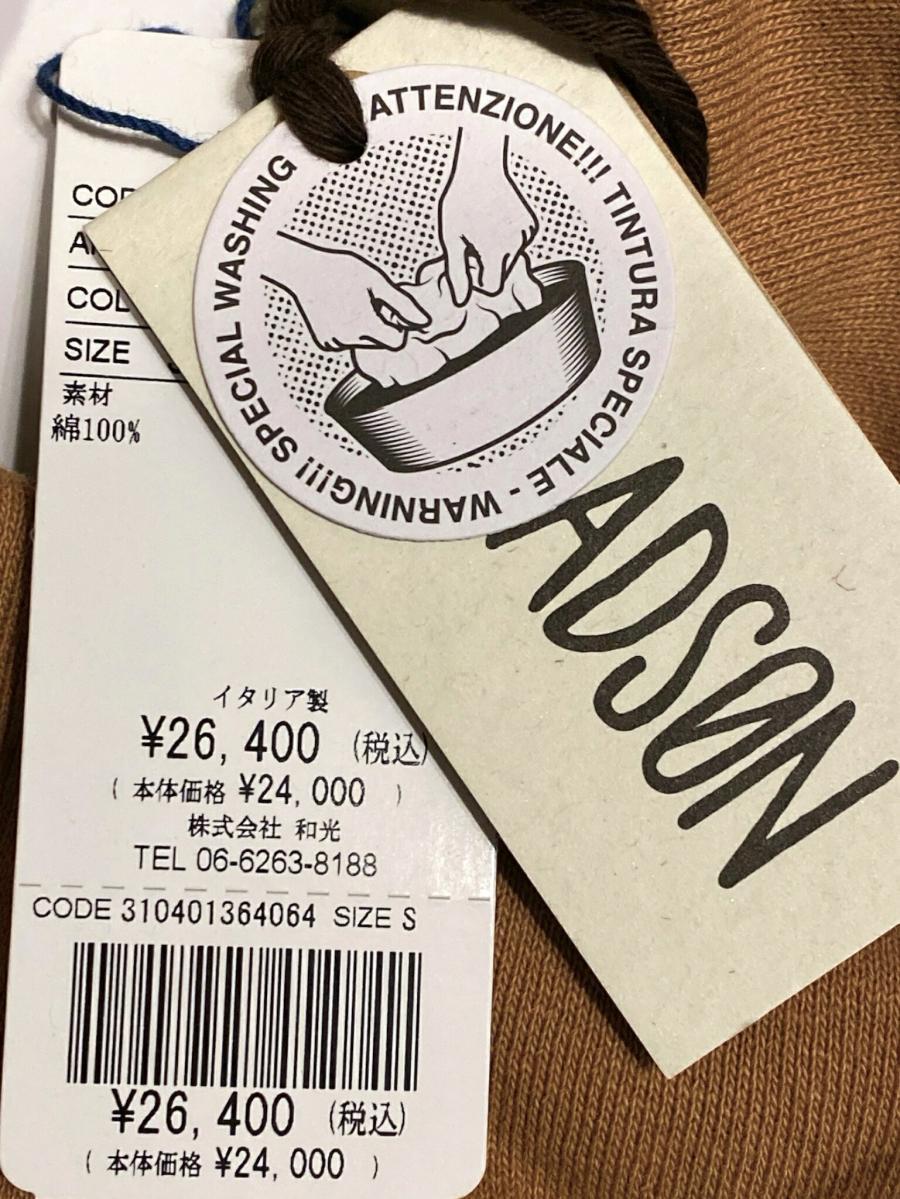 SIZE
素材
綿100%
イタリア製
¥26,400 (税込)
( 本体価格 ¥24,000 )
株式会社 和光
TEL 06-6263-8188
CODE 310401364064 SIZE S
¥26,400 (税込)
( 本体価格 ¥24,000 )
ATTENZIONE!!! TINTURA SPECIALE - WARNING!!! SPECIAL WASHING